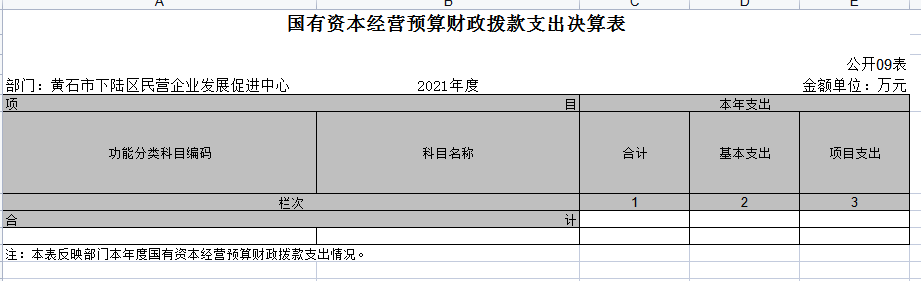 A B C D E
国有资本经营预算财政拨款支出决算表
公开09表
部门：黄石市下陆区民营企业发展促进中心 2021年度 金额单位：万元
项 目 本年支出
功能分类科目编码 科目名称 合计 基本支出 项目支出
栏次 1 2 3
合 计
注：本表反映部门本年度国有资本经营预算财政拨款支出情况。